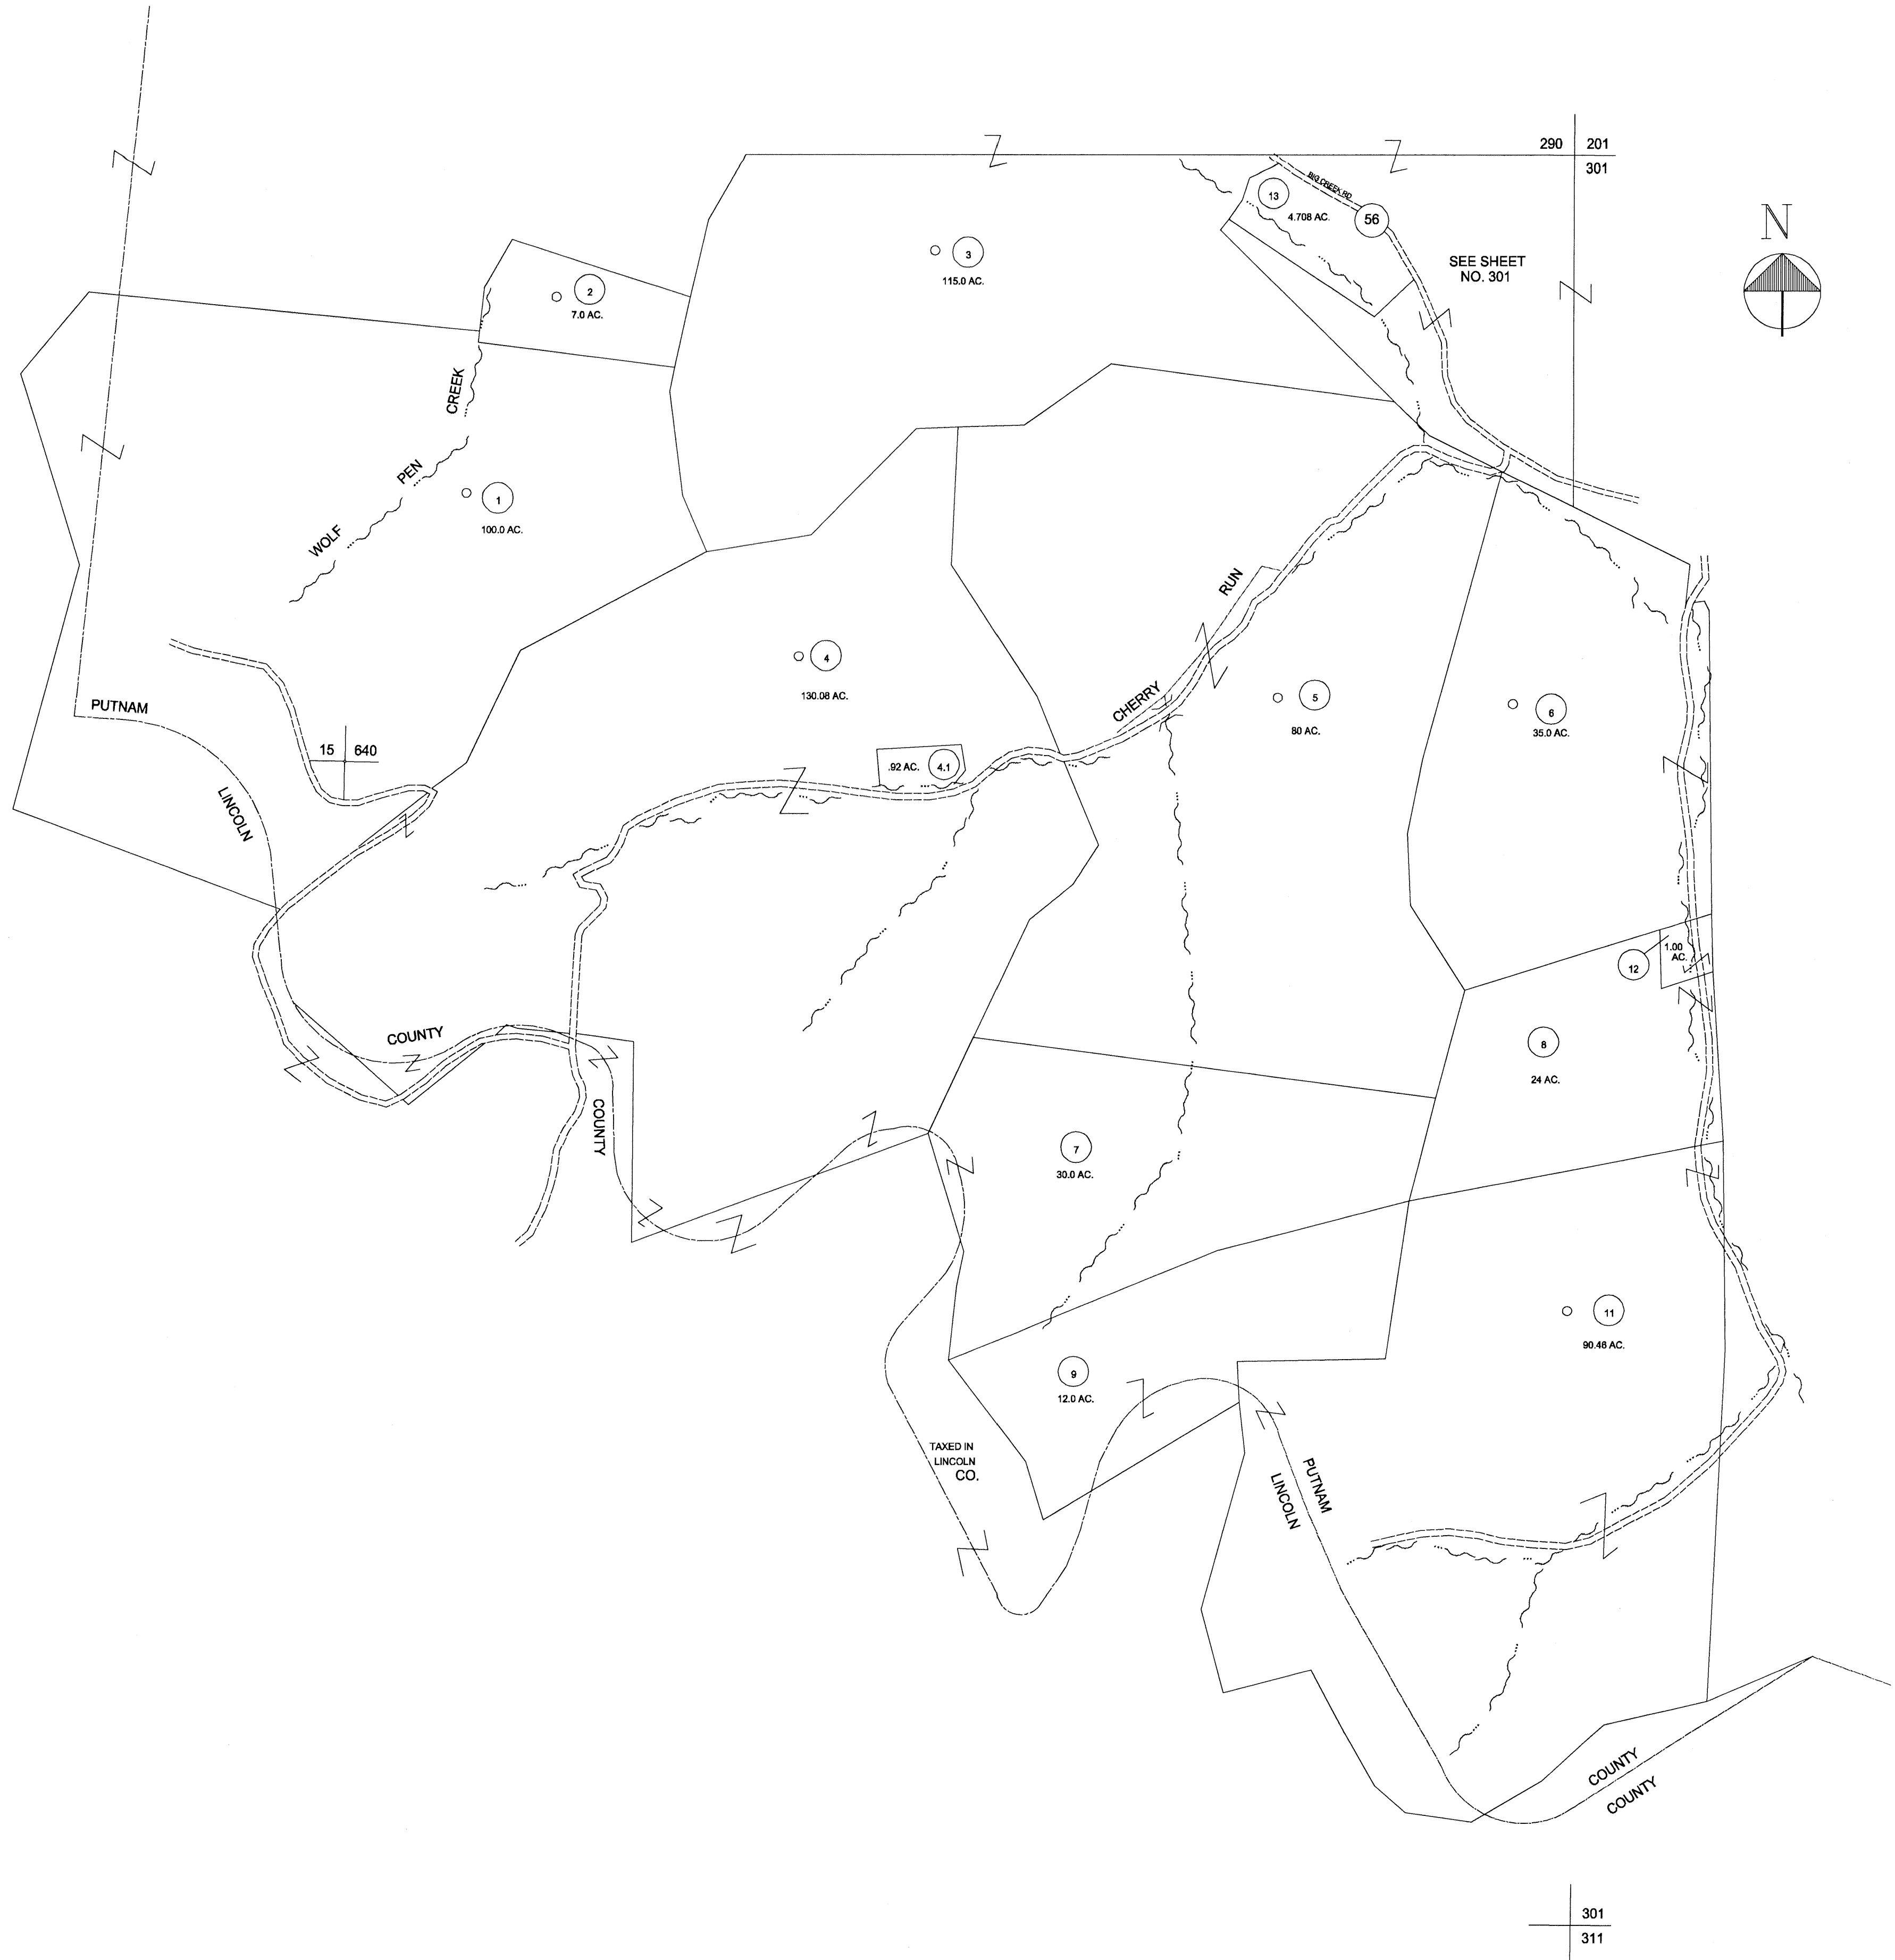 290 201
301
N
BIG CREEK RD
13
4.708 AC.
56
SEE SHEET
NO. 301
3
115.0 AC.
2
7.0 AC.
CREEK
PEN
WOLF
1
100.0 AC.
RUN
CHERRY
4
130.08 AC.
5
80 AC.
6
35.0 AC.
PUTNAM
LINCOLN
15 640
.92 AC. 4.1
1.00
AC.
12
COUNTY
COUNTY
8
24 AC.
7
30.0 AC.
11
90.46 AC.
9
12.0 AC.
TAXED IN
LINCOLN
CO.
PUTNAM
LINCOLN
COUNTY
COUNTY
301
311